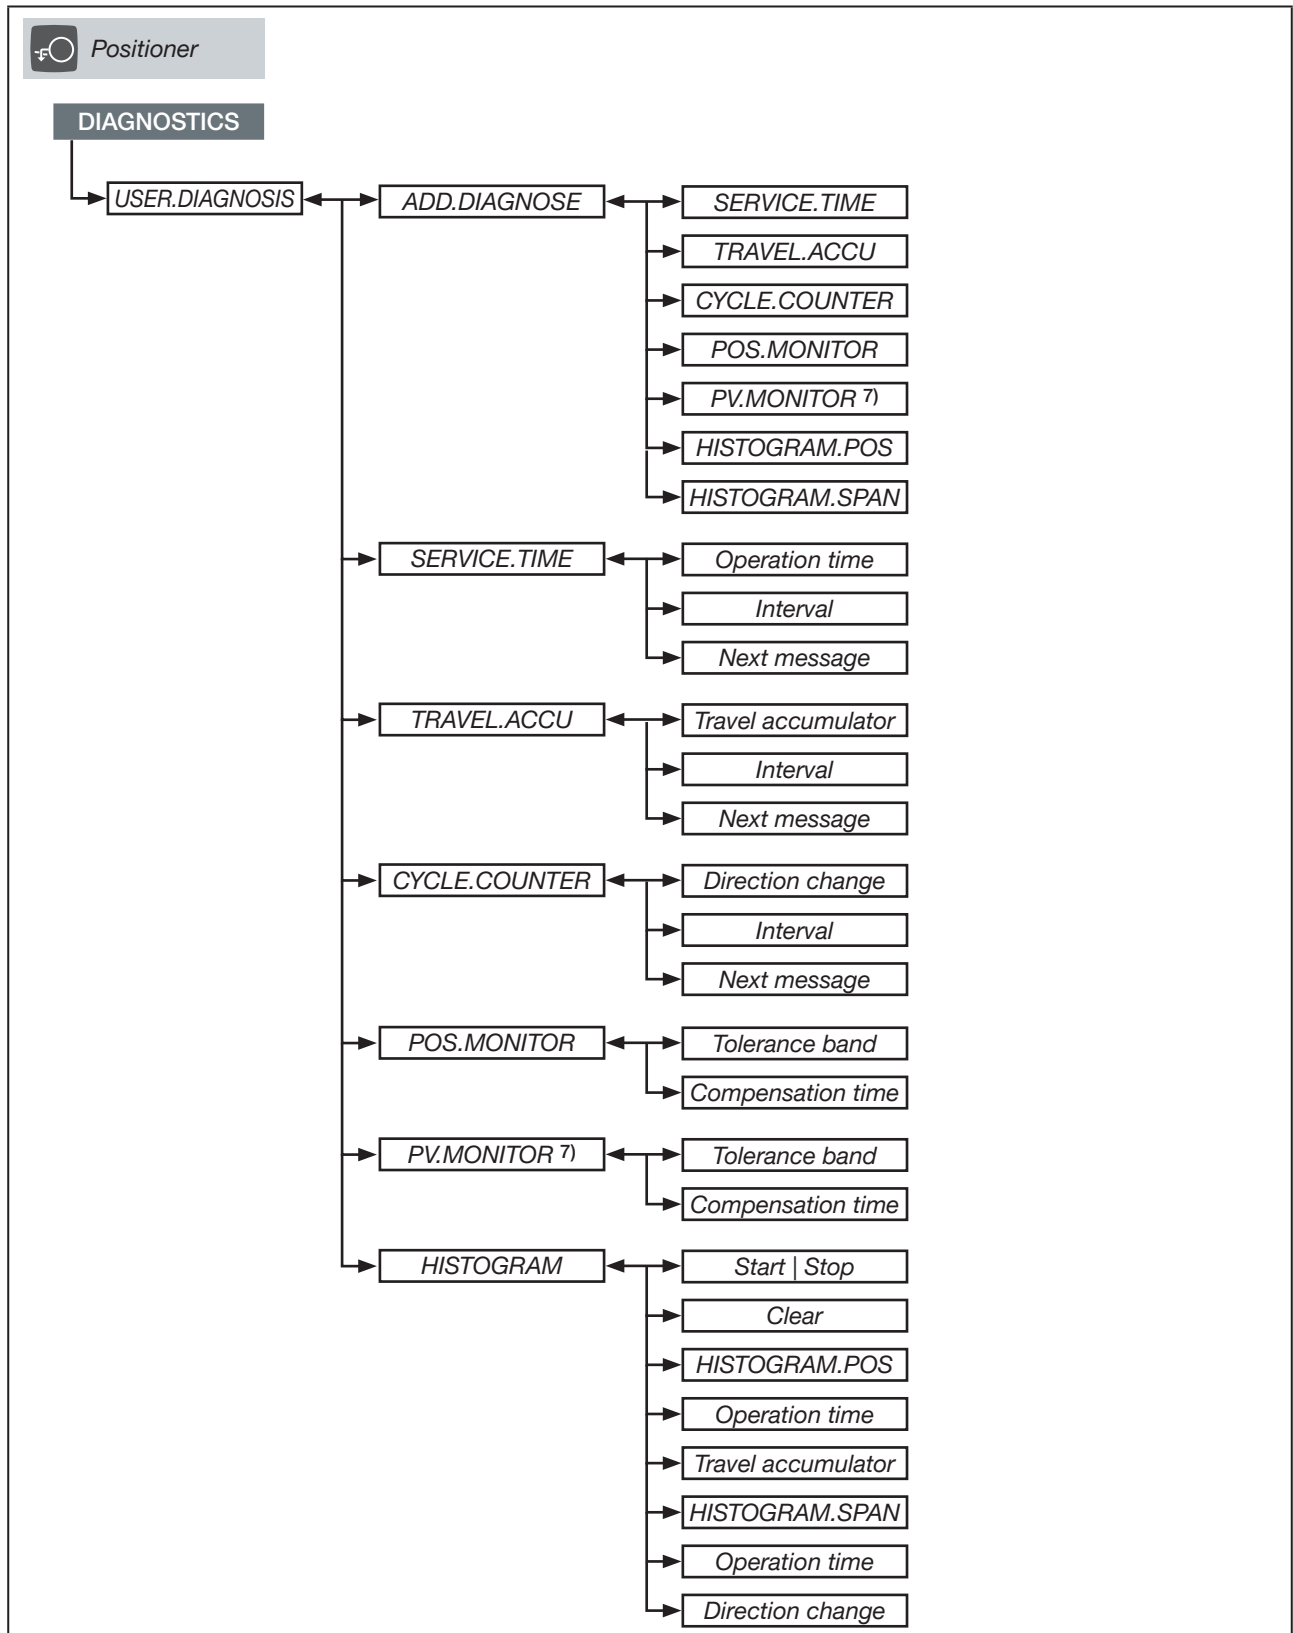 Positioner
DIAGNOSTICS
USER.DIAGNOSIS
ADD.DIAGNOSE
SERVICE.TIME
TRAVEL.ACCU
CYCLE.COUNTER
POS.MONITOR
PV.MONITOR 7)
HISTOGRAM.POS
HISTOGRAM.SPAN
SERVICE.TIME
Operation time
Interval
Next message
TRAVEL.ACCU
Travel accumulator
Interval
Next message
CYCLE.COUNTER
Direction change
Interval
Next message
POS.MONITOR
Tolerance band
Compensation time
PV.MONITOR 7)
Tolerance band
Compensation time
HISTOGRAM
Start | Stop
Clear
HISTOGRAM.POS
Operation time
Travel accumulator
HISTOGRAM.SPAN
Operation time
Direction change